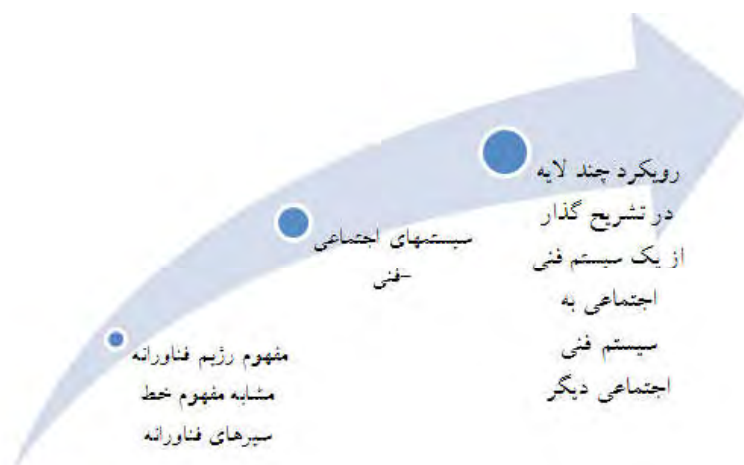 مفهوم رژیم فناورانه
مشابه مفهوم خط
سیرهای فناورانه
سیستمهای اجتماعی
-فنی
رویکرد چند لایه
در تشریح گذار
از یک سیستم فنی
اجتماعی به
سیستم فنی
اجتماعی دیگر